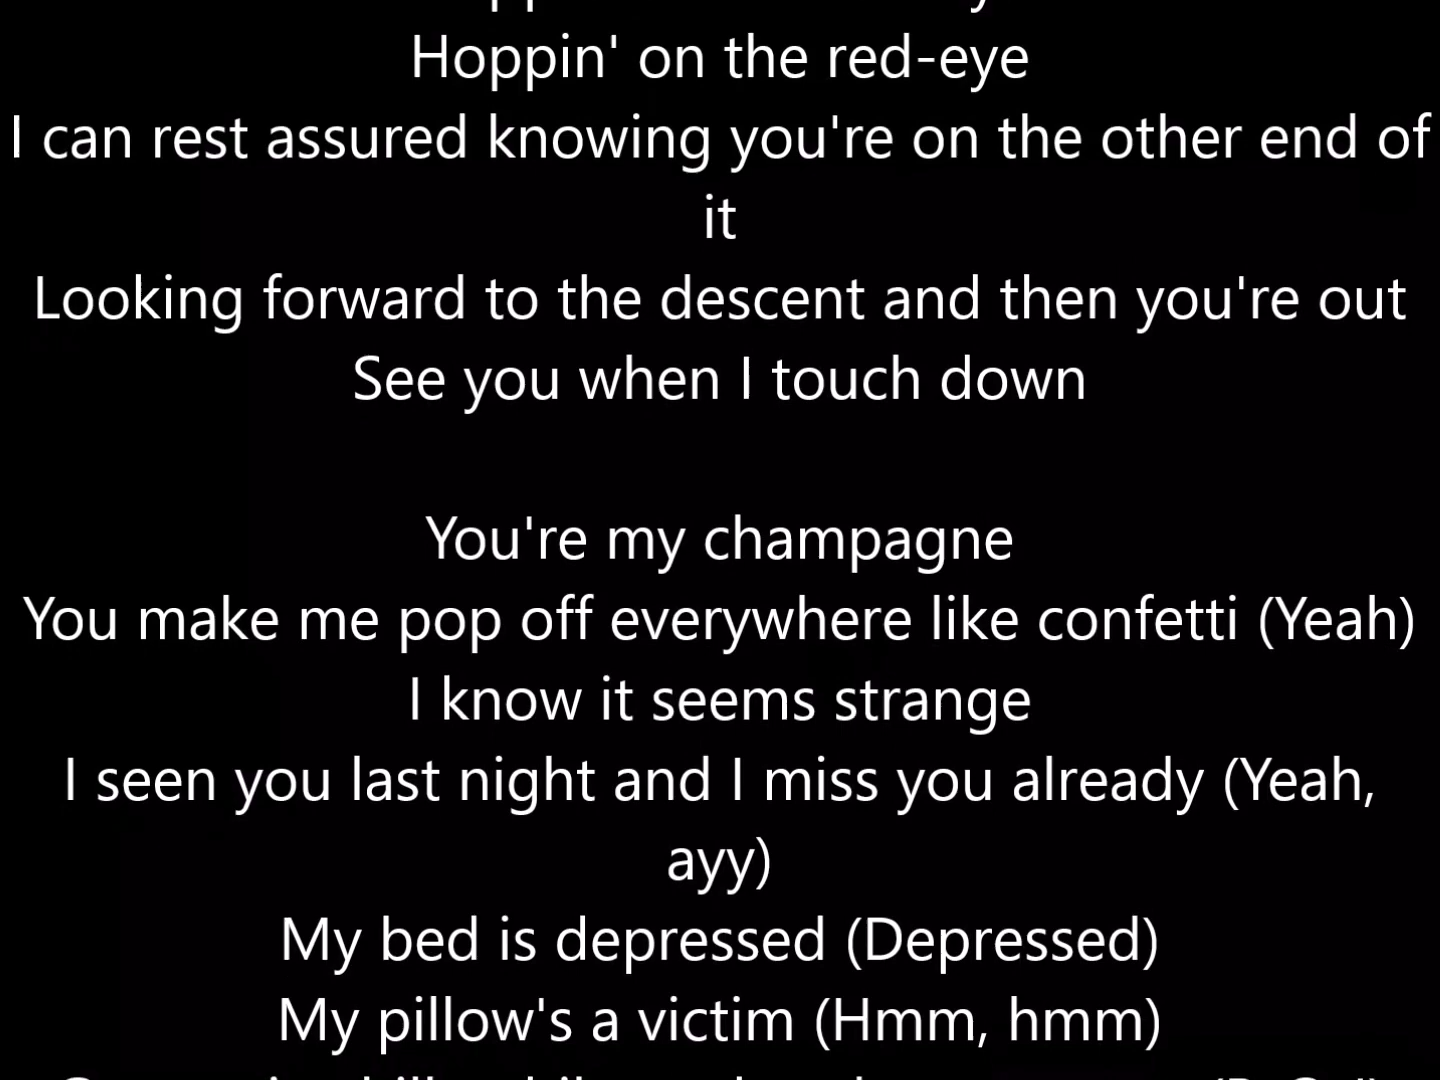 Hoppin' on the red-eye
I can rest assured knowing you're on the other end of
it
Looking forward to the descent and then you're out
See you when I touch down
You're my champagne
You make me pop off everywhere like confetti (Yeah)
I know it seems strange
I seen you last night and I miss you already (Yeah,
ayy)
My bed is depressed (Depressed)
My pillow's a victim (Hmm, hmm)